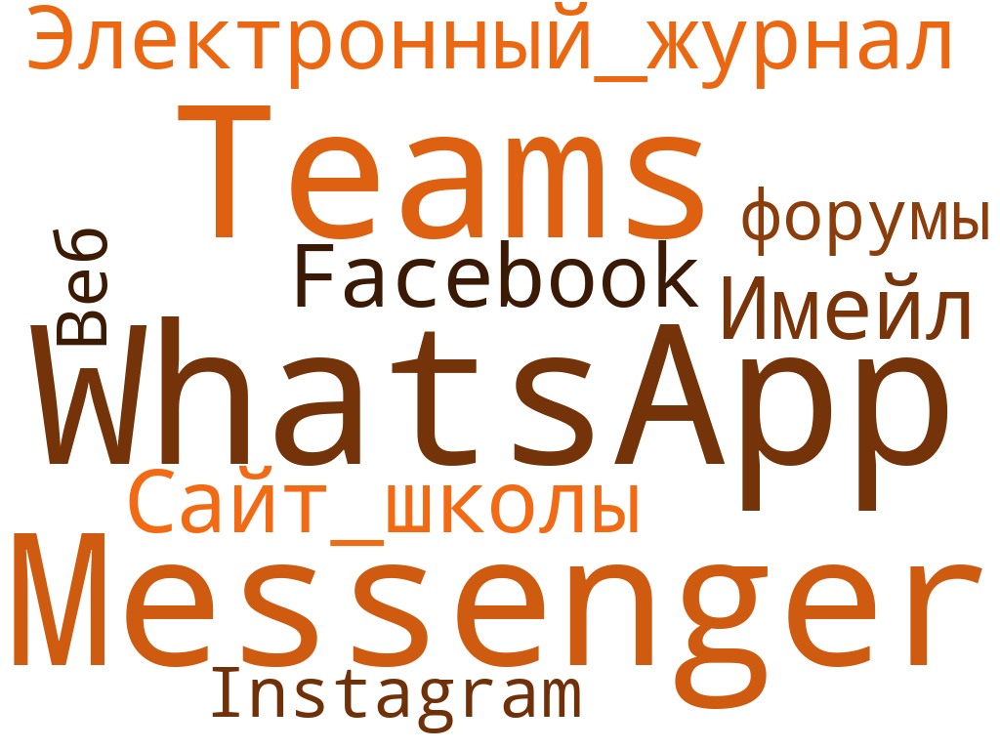 Электронный_журнал
Teams
форумы
Веб
Facebook
Имейл
WhatsApp
Сайт_школы
Messenger
Instagram